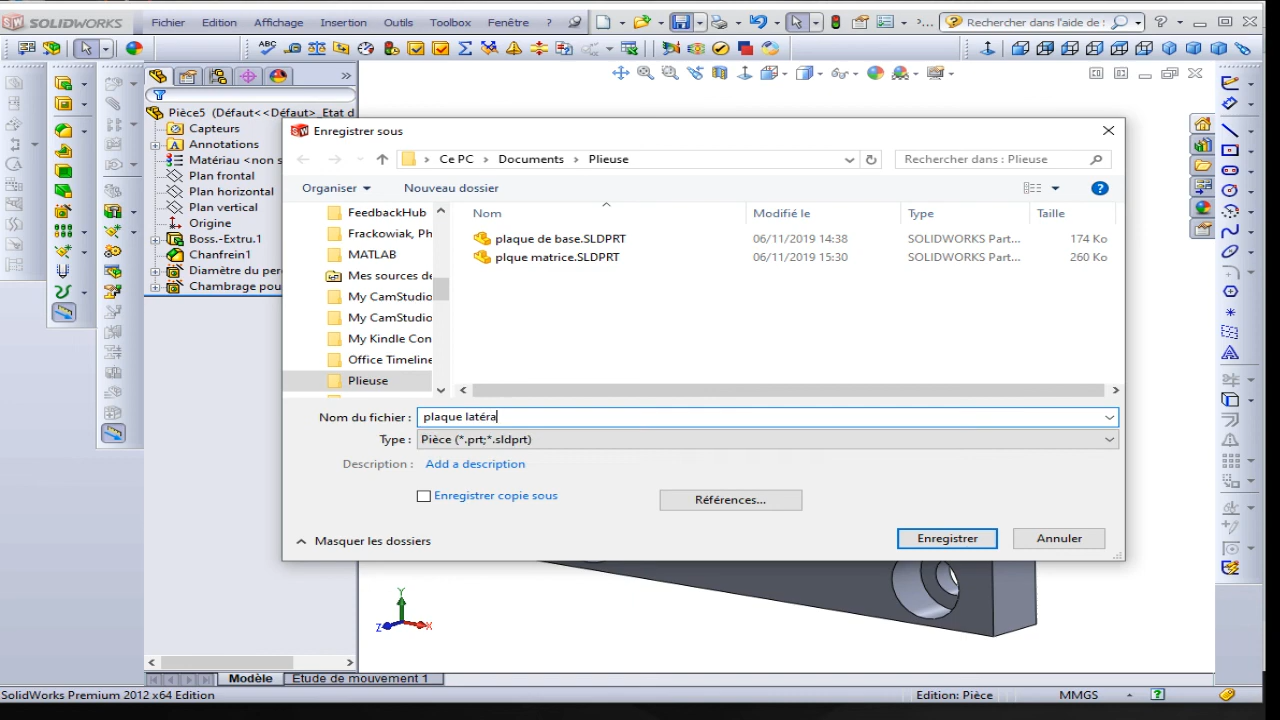 SOLIDWORKS
Fichier Edition Affichage Insertion Outils Toolbox Fenêtre ?
Rechercher dans l'aide de :
Pièce5 (Défaut<<Défaut>_Etat d
Capteurs
Annotations
Matériau <non s
Plan frontal
Plan horizontal
Plan vertical
Origine
Boss.-Extru.1
Chanfrein1
Diamètre du per
Chambrage pou
Enregistrer sous
Ce PC > Documents > Plieuse
Rechercher dans : Plieuse
Organiser Nouveau dossier
Nom Modifié le Type Taille
plaque de base.SLDPRT 06/11/2019 14:38 SOLIDWORKS Part... 174 Ko
plque matrice.SLDPRT 06/11/2019 15:30 SOLIDWORKS Part... 260 Ko
FeedbackHub
Frackowiak, Ph
MATLAB
Mes sources de
My CamStudio
My CamStudio
My Kindle Con
Office Timeline
Plieuse
Nom du fichier : plaque latéra
Type : Pièce (*.prt;*.sldprt)
Description : Add a description
Enregistrer copie sous
Références...
Masquer les dossiers
Enregistrer Annuler
Y
Z X
Modèle Etude de mouvement 1
SolidWorks Premium 2012 x64 Edition Edition: Pièce MMGS